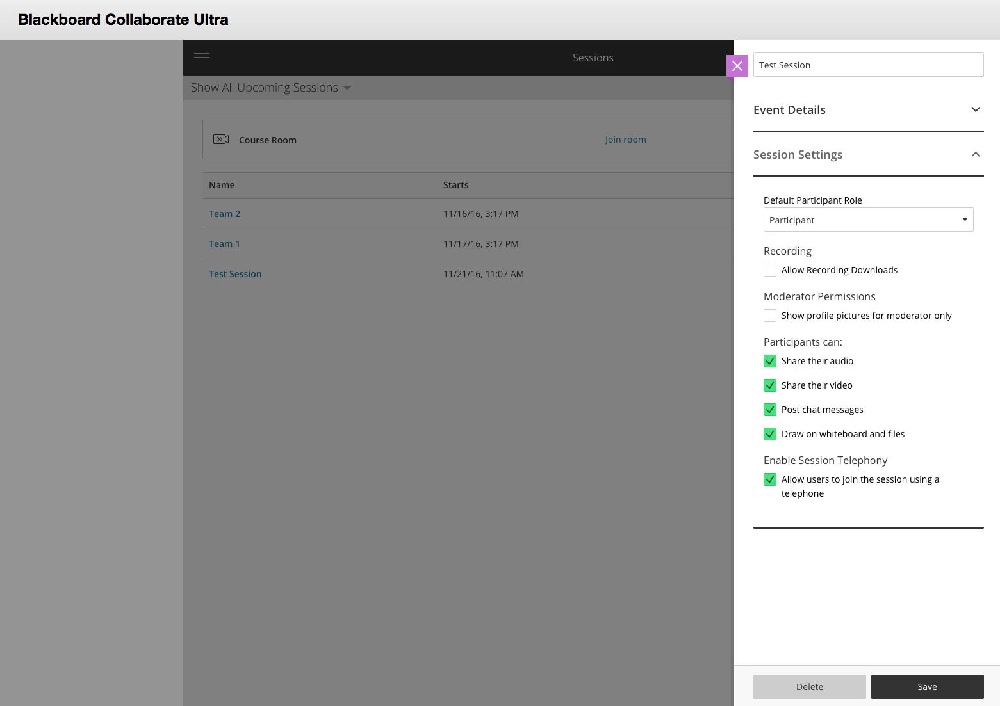 Blackboard Collaborate Ultra
Sessions
Show All Upcoming Sessions
Course Room
Join room
Name
Starts
Team 2
11/16/16, 3:17 PM
Team 1
11/17/16, 3:17 PM
Test Session
11/21/16, 11:07 AM
Test Session
Event Details
Session Settings
Default Participant Role
Participant
Recording
Allow Recording Downloads
Moderator Permissions
Show profile pictures for moderator only
Participants can:
Share their audio
Share their video
Post chat messages
Draw on whiteboard and files
Enable Session Telephony
Allow users to join the session using a
telephone
Delete
Save